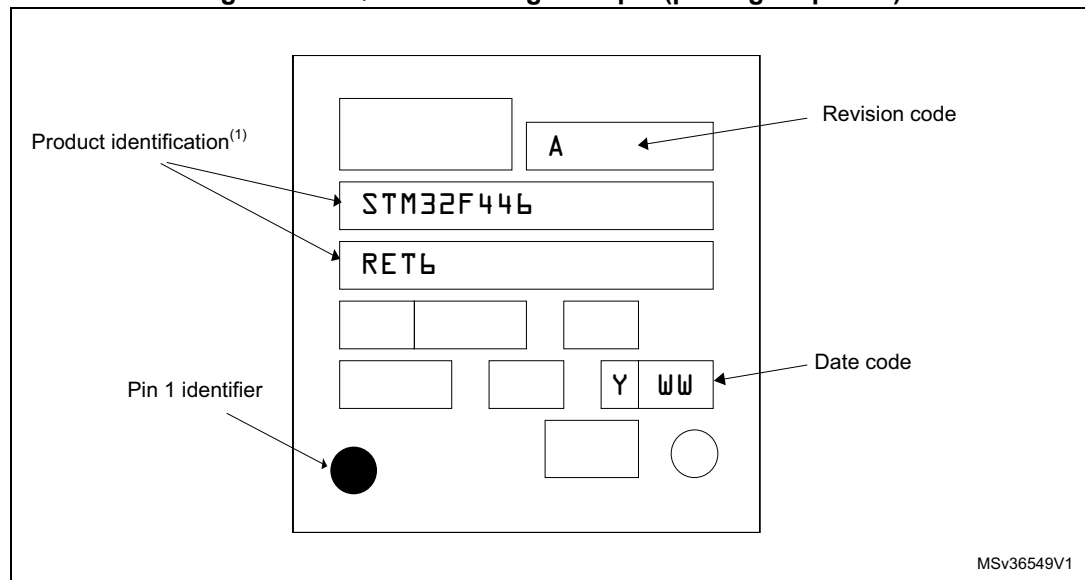 Revision code
Product identification(1)
A
STM32F446
RET6
Date code
Y WW
Pin 1 identifier
MSv36549V1